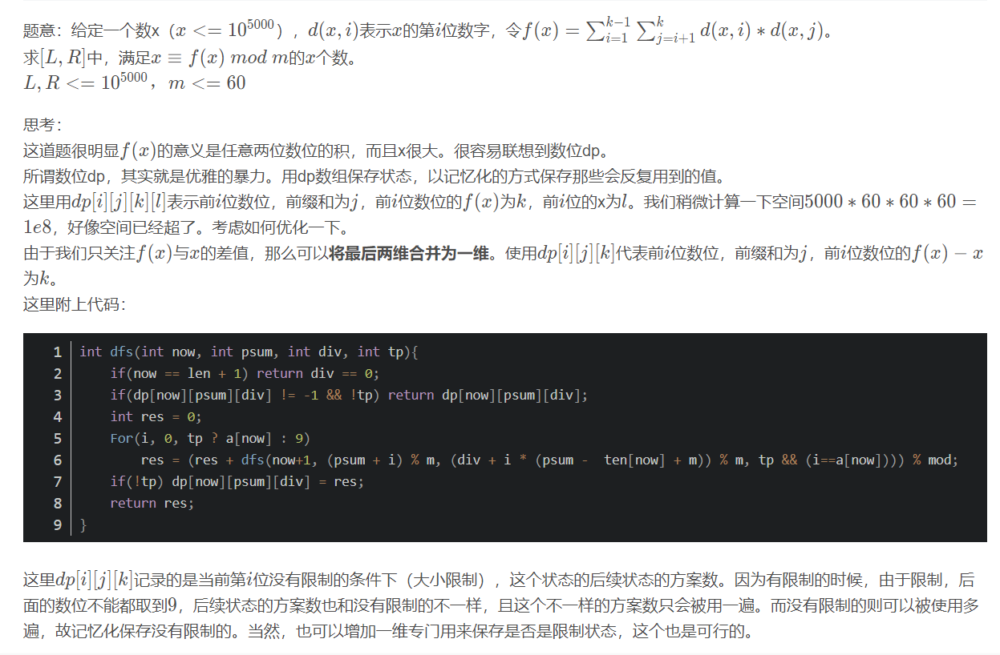 题意：给定一个数x（$x <= 10^{5000}$），$d(x,i)$表示$x$的第$i$位数字，令$f(x) = \sum_{i=1}^{k-1} \sum_{j=i+1}^{k} d(x,i) * d(x,j)$。
求$[L,R]$中，满足$x \equiv f(x) \ mod \ m$的$x$个数。
$L, R <= 10^{5000}$，$m <= 60$
思考：
这道题很明显$f(x)$的意义是任意两位数位的积，而且x很大。很容易联想到数位dp。
所谓数位dp，其实就是优雅的暴力。用dp数组保存状态，以记忆化的方式保存那些会反复用到的值。
这里用$dp[i][j][k][l]$表示前$i$位数位，前缀和为$j$，前$i$位数位的$f(x)$为$k$，前$i$位的x为$l$。我们稍微计算一下空间$5000 * 60 * 60 * 60 =$
$1e8$，好像空间已经超了。考虑如何优化一下。
由于我们只关注$f(x)$与$x$的差值，那么可以将最后两维合并为一维。使用$dp[i][j][k]$代表前$i$位数位，前缀和为$j$，前$i$位数位的$f(x) - x$
为$k$。
这里附上代码：
1 int dfs(int now, int psum, int div, int tp){
2     if(now == len + 1) return div == 0;
3     if(dp[now][psum][div] != -1 && !tp) return dp[now][psum][div];
4     int res = 0;
5     For(i, 0, tp ? a[now] : 9)
6         res = (res + dfs(now+1, (psum + i) % m, (div + i * (psum -  ten[now] + m)) % m, tp && (i==a[now]))) % mod;
7     if(!tp) dp[now][psum][div] = res;
8     return res;
9 }
这里$dp[i][j][k]$记录的是当前第$i$位没有限制的条件下（大小限制），这个状态的后续状态的方案数。因为有限制的时候，由于限制，后
面的数位不能都取到$9$，后续状态的方案数也和没有限制的不一样，且这个不一样的方案数只会被用一遍。而没有限制的则可以被使用多
遍，故记忆化保存没有限制的。当然，也可以增加一维专门用来保存是否是限制状态，这个也是可行的。